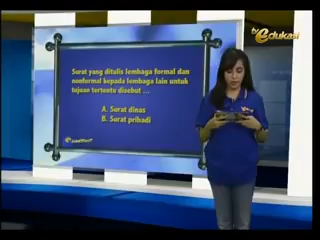 tv edukasi
Surat yang ditulis lembaga formal dan
nonformal kepada lembaga lain untuk
tujuan tertentu disebut ...
A. Surat dinas
B. Surat pribadi